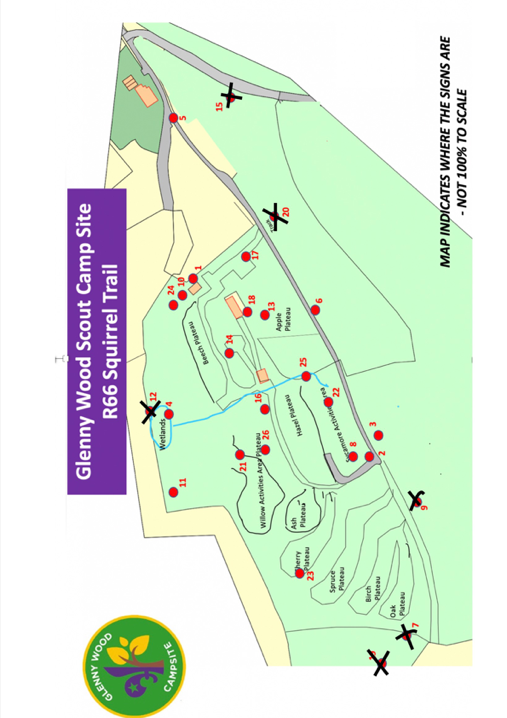 Glenny Wood Scout Camp Site
R66 Squirrel Trail
MAP INDICATES WHERE THE SIGNS ARE
- NOT 100% TO SCALE
GLENNY WOOD
CAMPSITE
5
15
20
17
1
10
24
18
13
Apple
Plateau
6
14
Beech Plateau
12
4
Wetlands
16
25
22
Hazel Plateau
Sycamore Activities Area
3
2
8
26
21
Willow Activities Area Plateau
11
Ash
Plateau
9
Cherry
Plateau
23
Spruce
Plateau
Birch
Plateau
Oak
Plateau
7